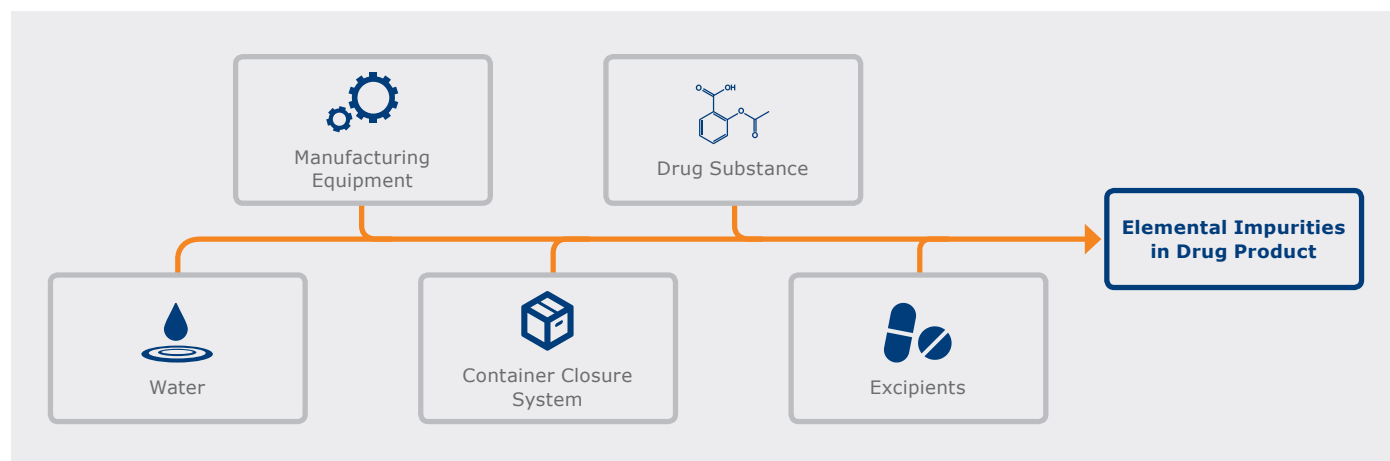 Manufacturing
Equipment
O
OH
O
O
Drug Substance
Elemental Impurities
in Drug Product
Water
Container Closure
System
Excipients